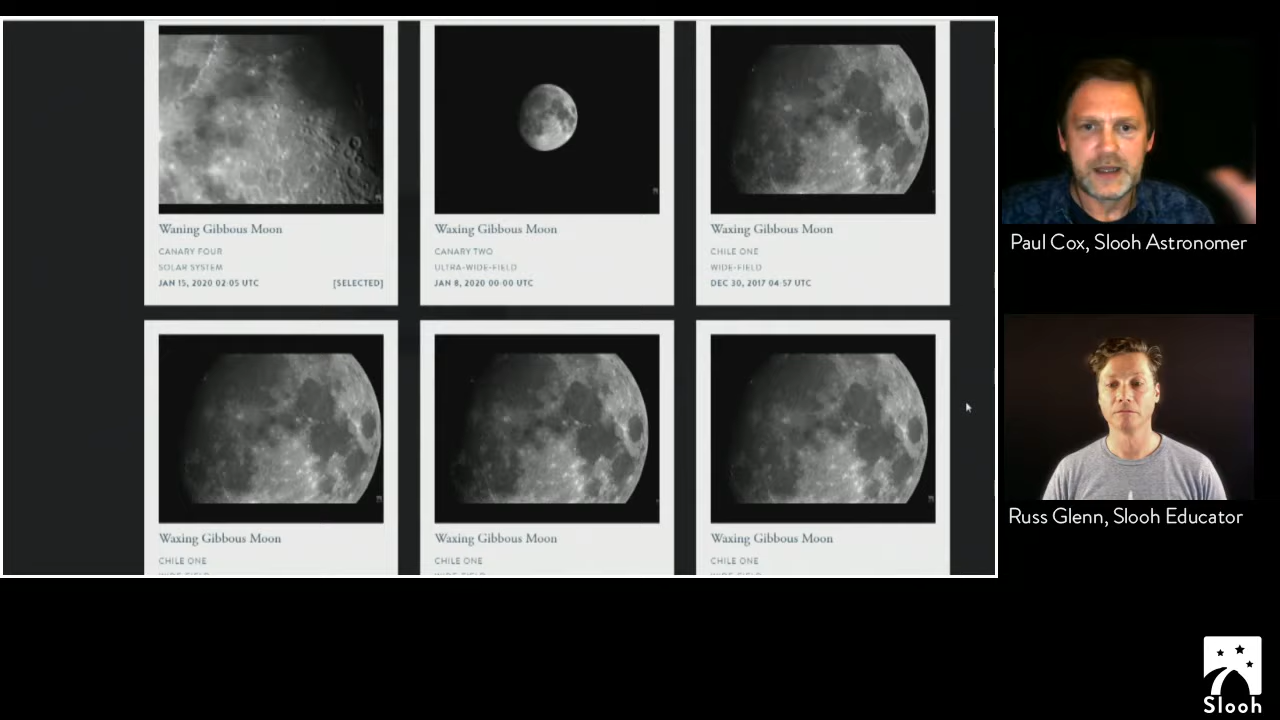 Waning Gibbous Moon
CANARY FOUR
SOLAR SYSTEM
JAN 15, 2020 02:05 UTC [SELECTED]
Waxing Gibbous Moon
CANARY TWO
ULTRA-WIDE-FIELD
JAN 8, 2020 00:00 UTC
Waxing Gibbous Moon
CHILE ONE
WIDE-FIELD
DEC 30, 2017 04:57 UTC
Waxing Gibbous Moon
CHILE ONE
Waxing Gibbous Moon
CHILE ONE
Waxing Gibbous Moon
CHILE ONE
Paul Cox, Slooh Astronomer
Russ Glenn, Slooh Educator
Slooh